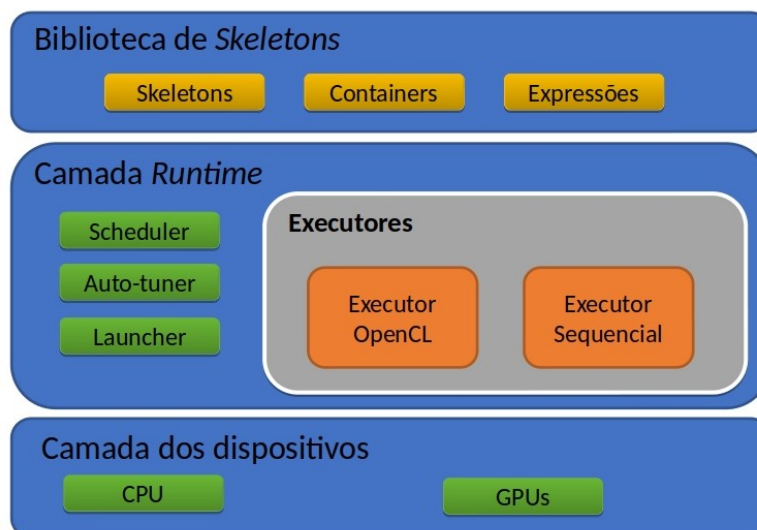 Biblioteca de Skeletons
Skeletons
Containers
Expressões
Camada Runtime
Scheduler
Auto-tuner
Launcher
Executores
Executor
OpenCL
Executor
Sequencial
Camada dos dispositivos
CPU
GPUs